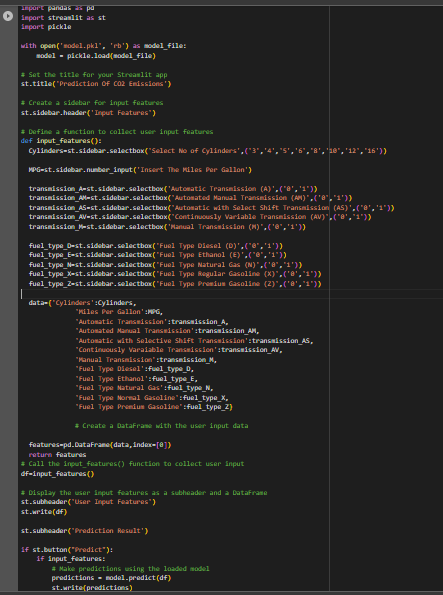 import pandas as pd
import streamlit as st
import pickle
with open('model.pkl', 'rb') as model_file:
    model = pickle.load(model_file)
# Set the title for your Streamlit app
st.title('Prediction Of CO2 Emissions')
# Create a sidebar for input features
st.sidebar.header('Input Features')
# Define a function to collect user input features
def input_features():
  Cylinders=st.sidebar.selectbox('Select No of Cylinders',('3','4','5','6','8','10','12','16'))
  MPG=st.sidebar.number_input('Insert The Miles Per Gallon')
  transmission_A=st.sidebar.selectbox('Automatic Transmission (A)',('0','1'))
  transmission_AM=st.sidebar.selectbox('Automated Manual Transmission (AM)',('0','1'))
  transmission_AS=st.sidebar.selectbox('Automatic with Select Shift Transmission (AS)',('0','1'))
  transmission_AV=st.sidebar.selectbox('Continuously Variable Transmission (AV)',('0','1'))
  transmission_M=st.sidebar.selectbox('Manual Transmission (M)',('0','1'))
  fuel_type_D=st.sidebar.selectbox('Fuel Type Diesel (D)',('0','1'))
  fuel_type_E=st.sidebar.selectbox('Fuel Type Ethanol (E)',('0','1'))
  fuel_type_N=st.sidebar.selectbox('Fuel Type Natural Gas (N)',('0','1'))
  fuel_type_X=st.sidebar.selectbox('Fuel Type Regular Gasoline (X)',('0','1'))
  fuel_type_Z=st.sidebar.selectbox('Fuel Type Premium Gasoline (Z)',('0','1'))
  data={'Cylinders':Cylinders,
              'Miles Per Gallon':MPG,
              'Automatic Transmission':transmission_A,
              'Automated Manual Transmission':transmission_AM,
              'Automatic with Selective Shift Transmission':transmission_AS,
              'Continuously Varaiable Transmission':transmission_AV,
              'Manual Transmission':transmission_M,
              'Fuel Type Diesel':fuel_type_D,
              'Fuel Type Ethanol':fuel_type_E,
              'Fuel Type Natural Gas':fuel_type_N,
              'Fuel Type Normal Gasoline':fuel_type_X,
              'Fuel Type Premium Gasoline':fuel_type_Z}
              # Create a DataFrame with the user input data
  features=pd.DataFrame(data,index=[0])
  return features
# Call the input_features() function to collect user input
df=input_features()
# Display the user input features as a subheader and a DataFrame
st.subheader('User Input Features')
st.write(df)
st.subheader('Prediction Result')
if st.button("Predict"):
    if input_features:
        # Make predictions using the loaded model
        predictions = model.predict(df)
        st.write(predictions)